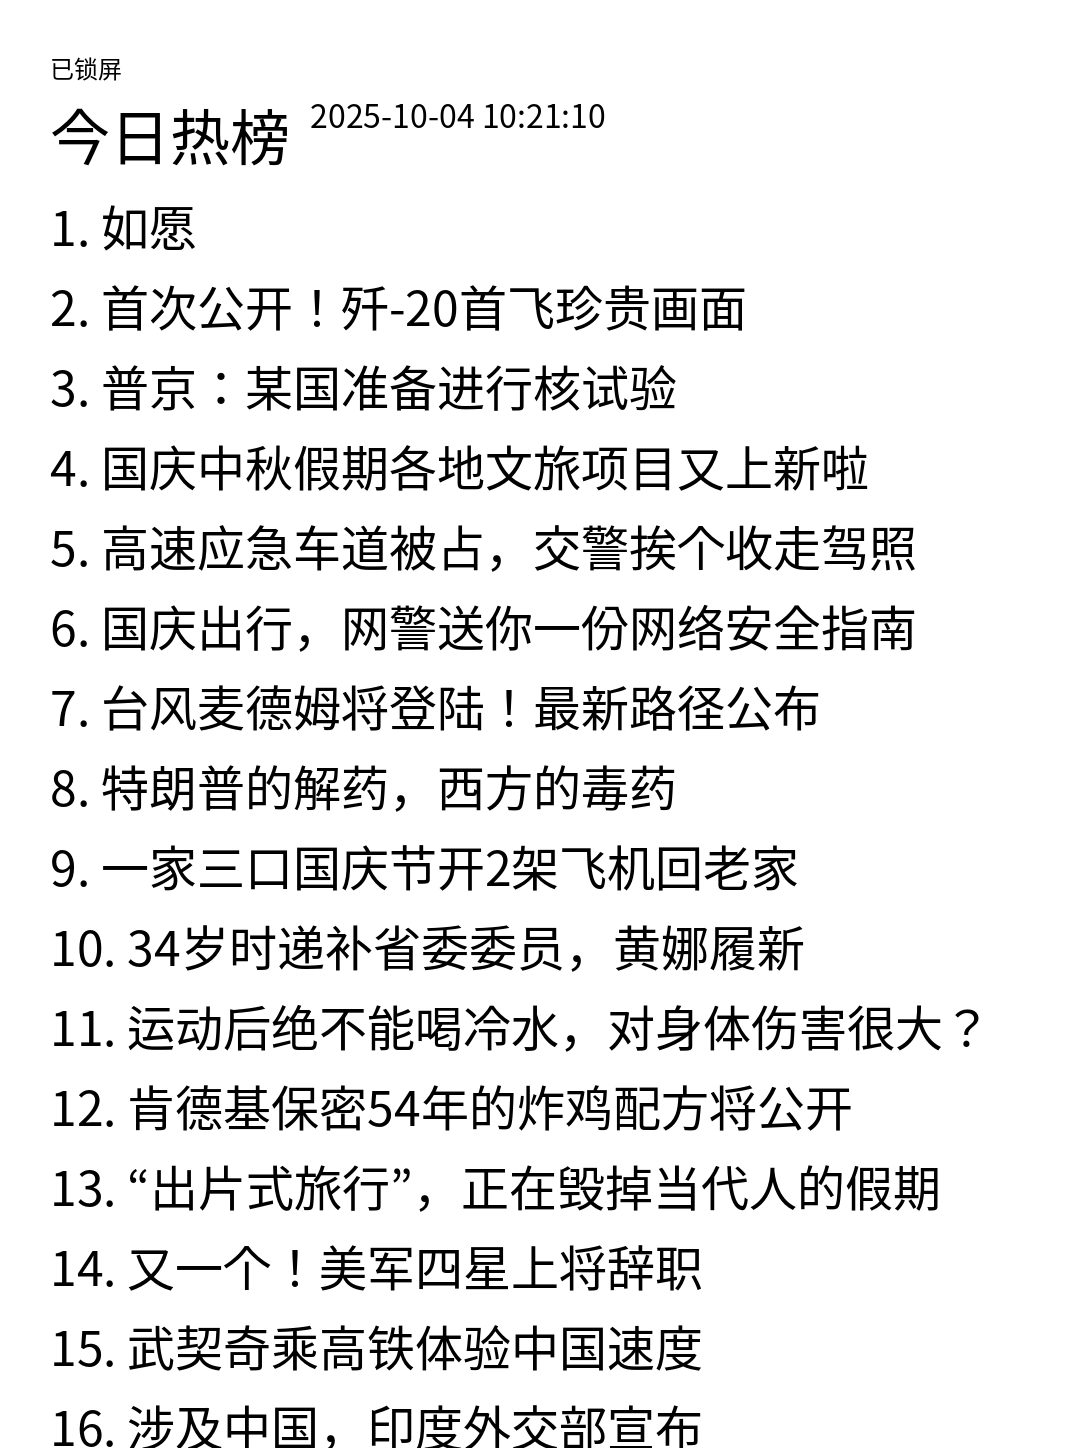 已锁屏
今日热榜 2025-10-04 10:21:10
1. 如愿
2. 首次公开！歼-20首飞珍贵画面
3. 普京：某国准备进行核试验
4. 国庆中秋假期各地文旅项目又上新啦
5. 高速应急车道被占，交警挨个收走驾照
6. 国庆出行，网警送你一份网络安全指南
7. 台风麦德姆将登陆！最新路径公布
8. 特朗普的解药，西方的毒药
9. 一家三口国庆节开2架飞机回老家
10. 34岁时递补省委委员，黄娜履新
11. 运动后绝不能喝冷水，对身体伤害很大？
12. 肯德基保密54年的炸鸡配方将公开
13. “出片式旅行”，正在毁掉当代人的假期
14. 又一个！美军四星上将辞职
15. 武契奇乘高铁体验中国速度
16. 涉及中国，印度外交部宣布